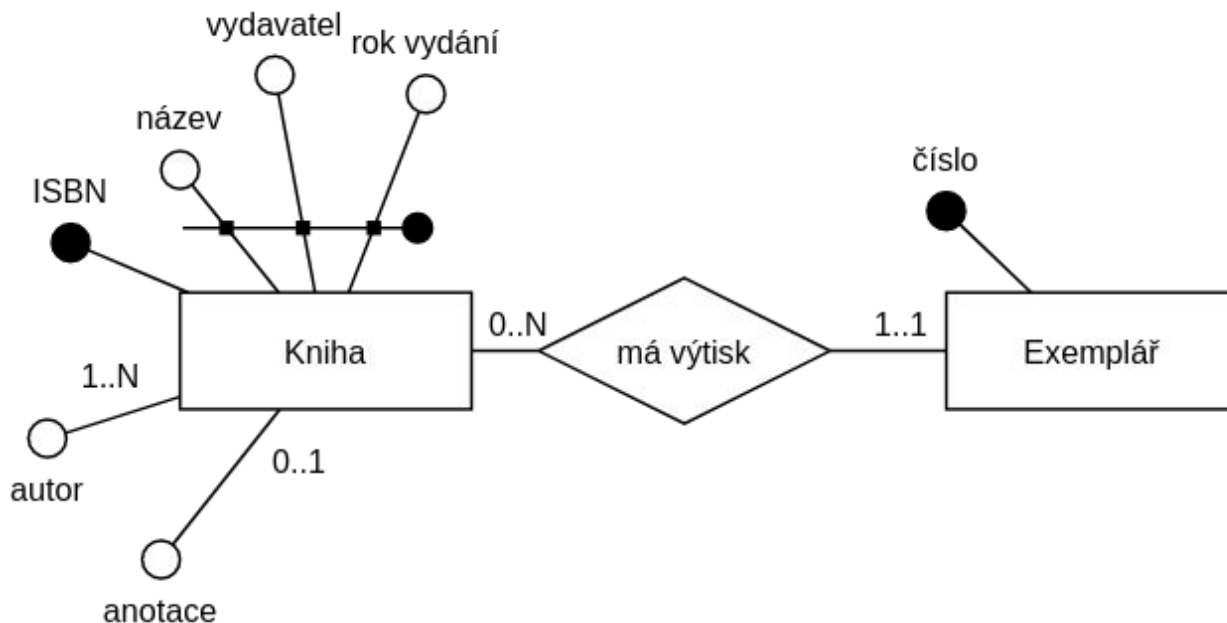 vydavatel
rok vydání
název
ISBN
číslo
Kniha
0..N
má výtisk
1..1
Exemplář
1..N
autor
0..1
anotace